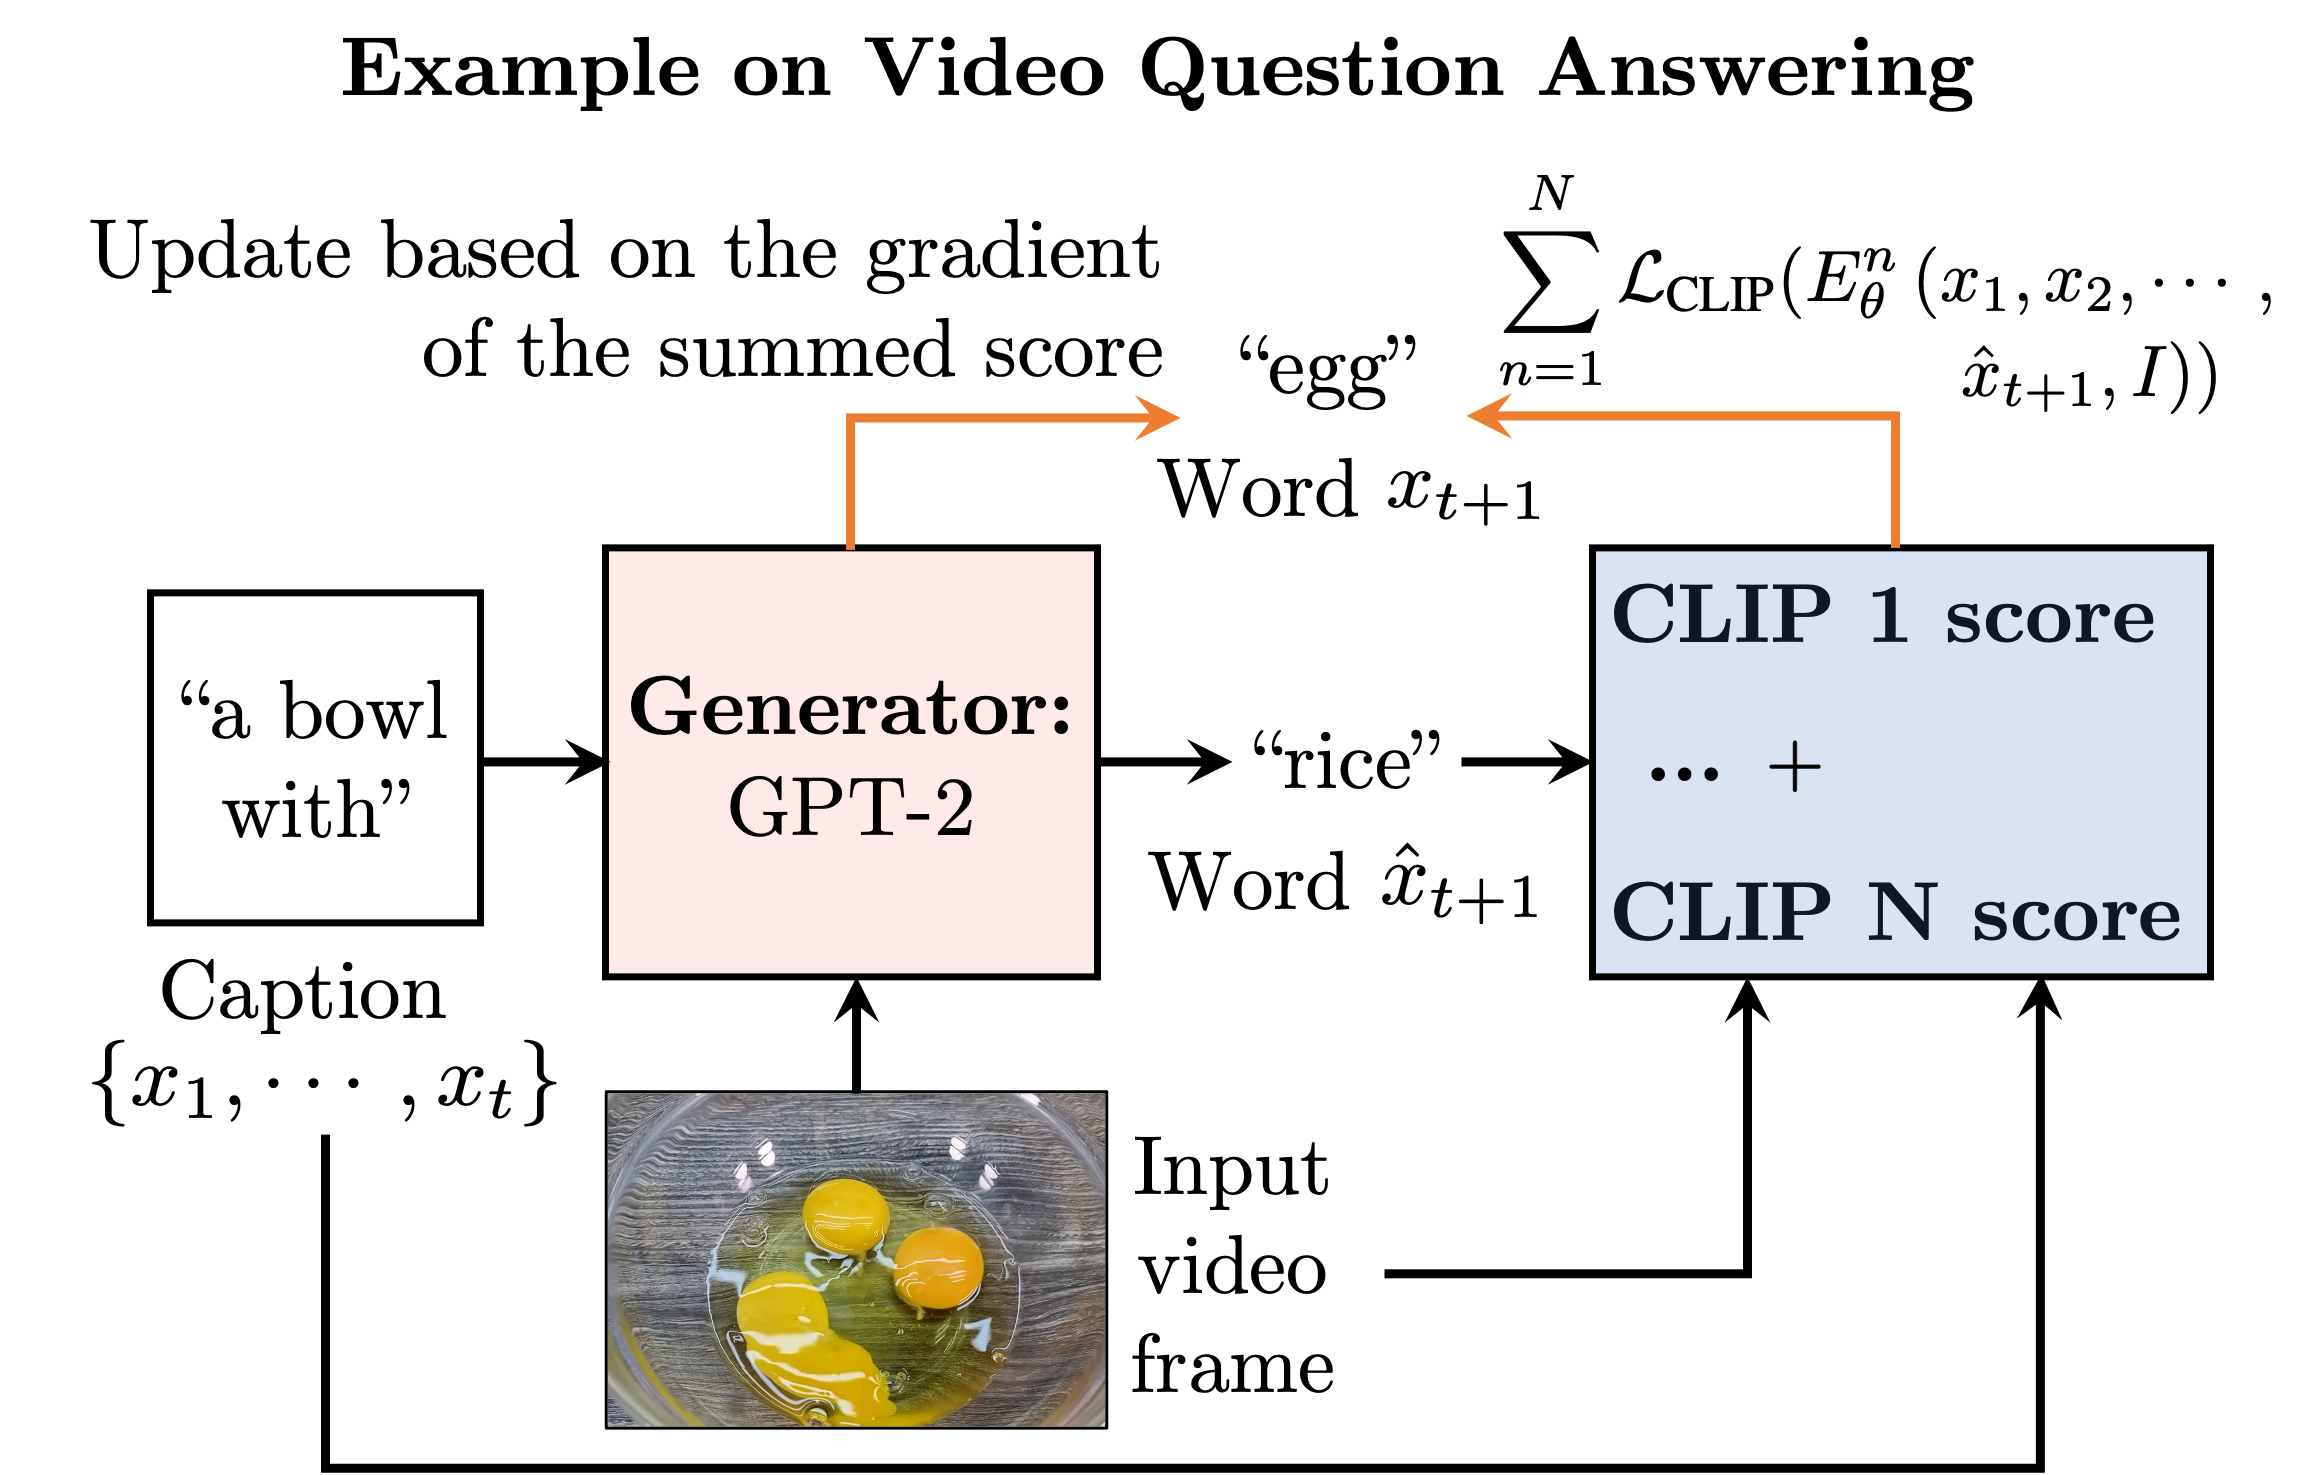 Example on Video Question Answering
Update based on the gradient
of the summed score
“egg”
Word $x_{t+1}$
$\sum_{n=1}^{N} \mathcal{L}_{\text{CLIP}}(E_{\theta}^{n}(x_1, x_2, \cdots,$
$\hat{x}_{t+1}, I))$
“a bowl
with”
Caption
$\{x_1, \cdots, x_t\}$
Generator:
GPT-2
“rice”
Word $\hat{x}_{t+1}$
CLIP 1 score
... +
CLIP N score
Input
video
frame